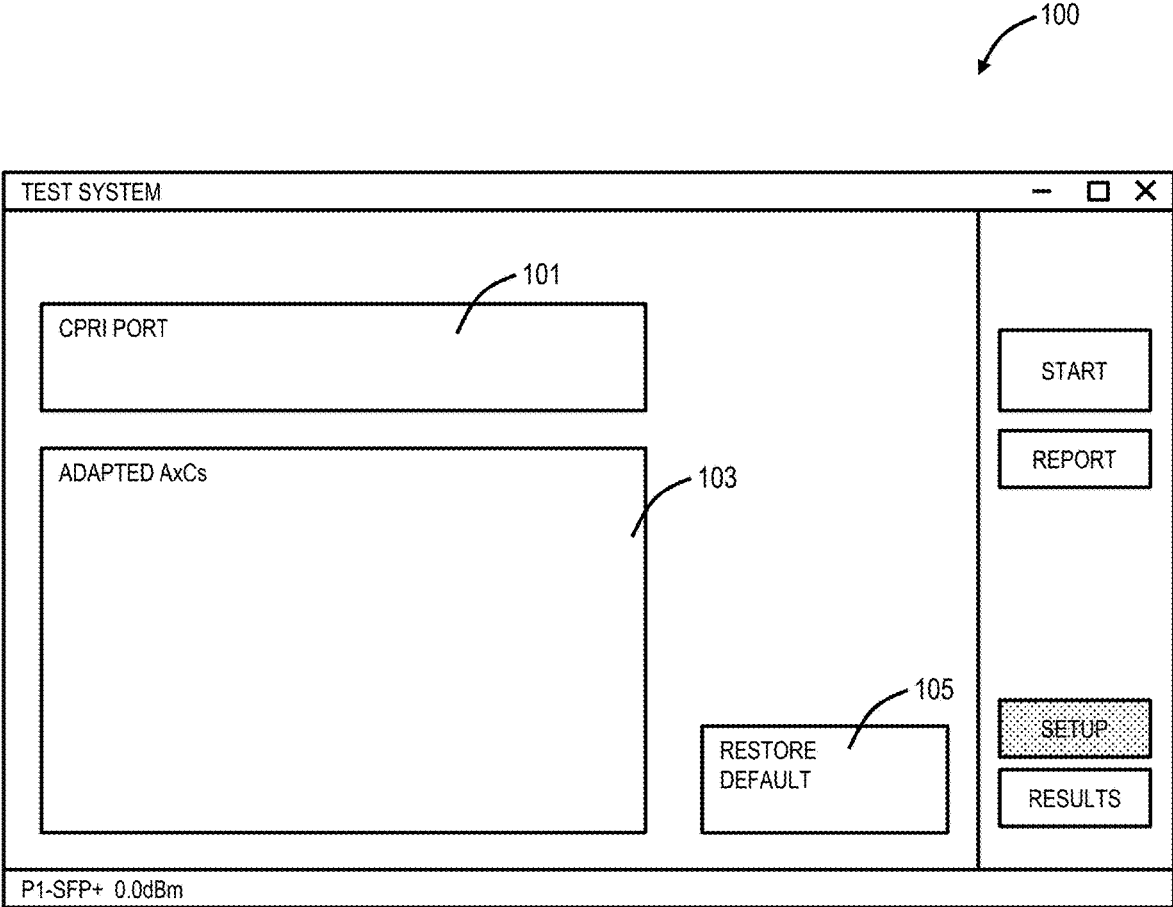 100
TEST SYSTEM
101
CPRI PORT
START
REPORT
ADAPTED AxCs
103
105
RESTORE
DEFAULT
SETUP
RESULTS
P1-SFP+ 0.0dBm